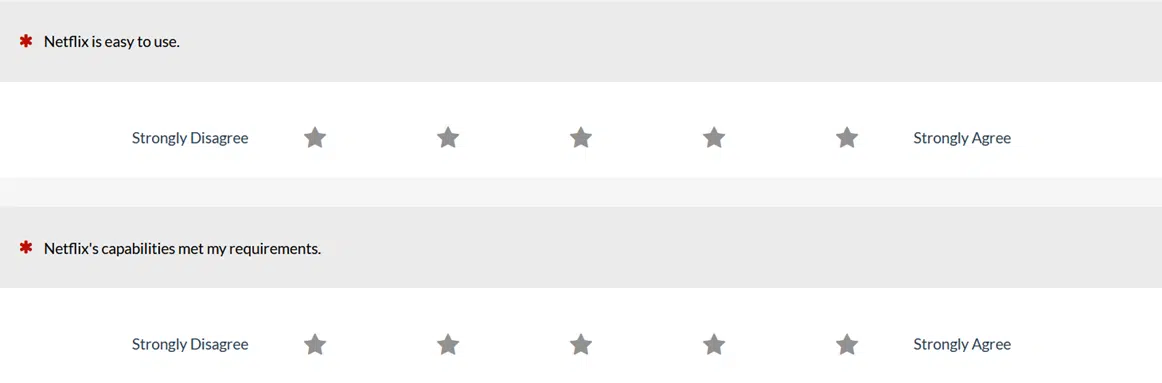 * Netflix is easy to use.
Strongly Disagree Strongly Agree
* Netflix's capabilities met my requirements.
Strongly Disagree Strongly Agree